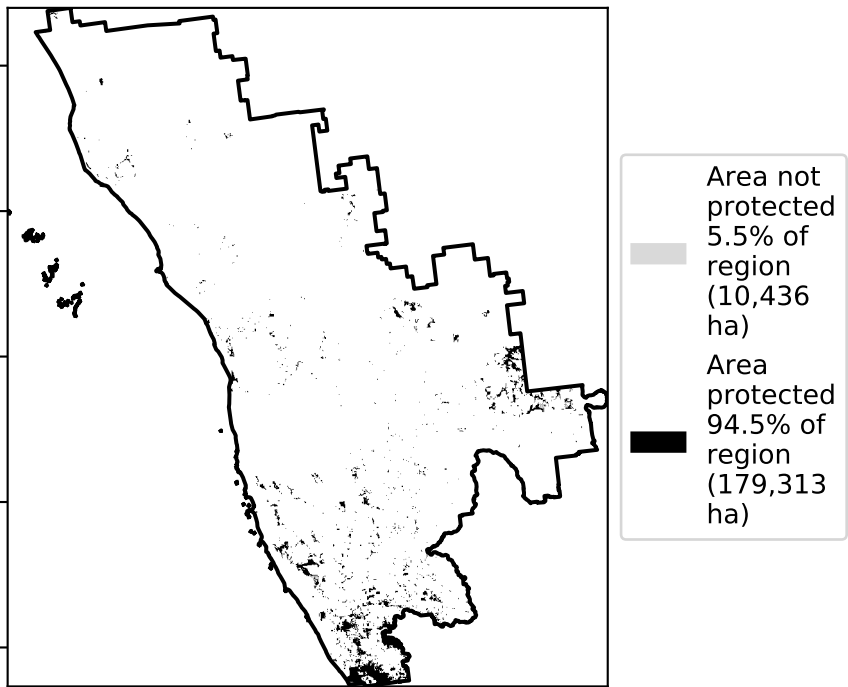 Area not
protected
5.5% of
region
(10,436
ha)
Area
protected
94.5% of
region
(179,313
ha)